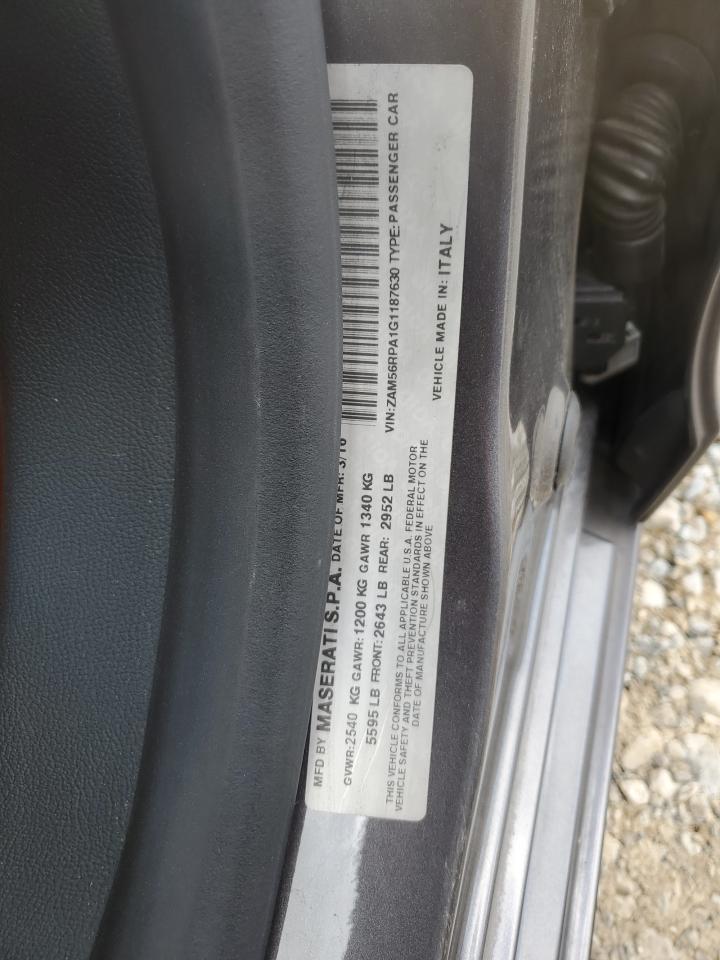 MFD BY MASERATI S.P.A. DATE OF MFR: 3/16
GVWR: 2540 KG GAWR: 1200 KG GAWR 1340 KG
5595 LB FRONT: 2643 LB REAR: 2952 LB
THIS VEHICLE CONFORMS TO ALL APPLICABLE U.S.A. FEDERAL MOTOR
VEHICLE SAFETY AND THEFT PREVENTION STANDARDS IN EFFECT ON THE
DATE OF MANUFACTURE SHOWN ABOVE
VIN:ZAM56RPA1G1187630 TYPE:PASSENGER CAR
VEHICLE MADE IN: ITALY